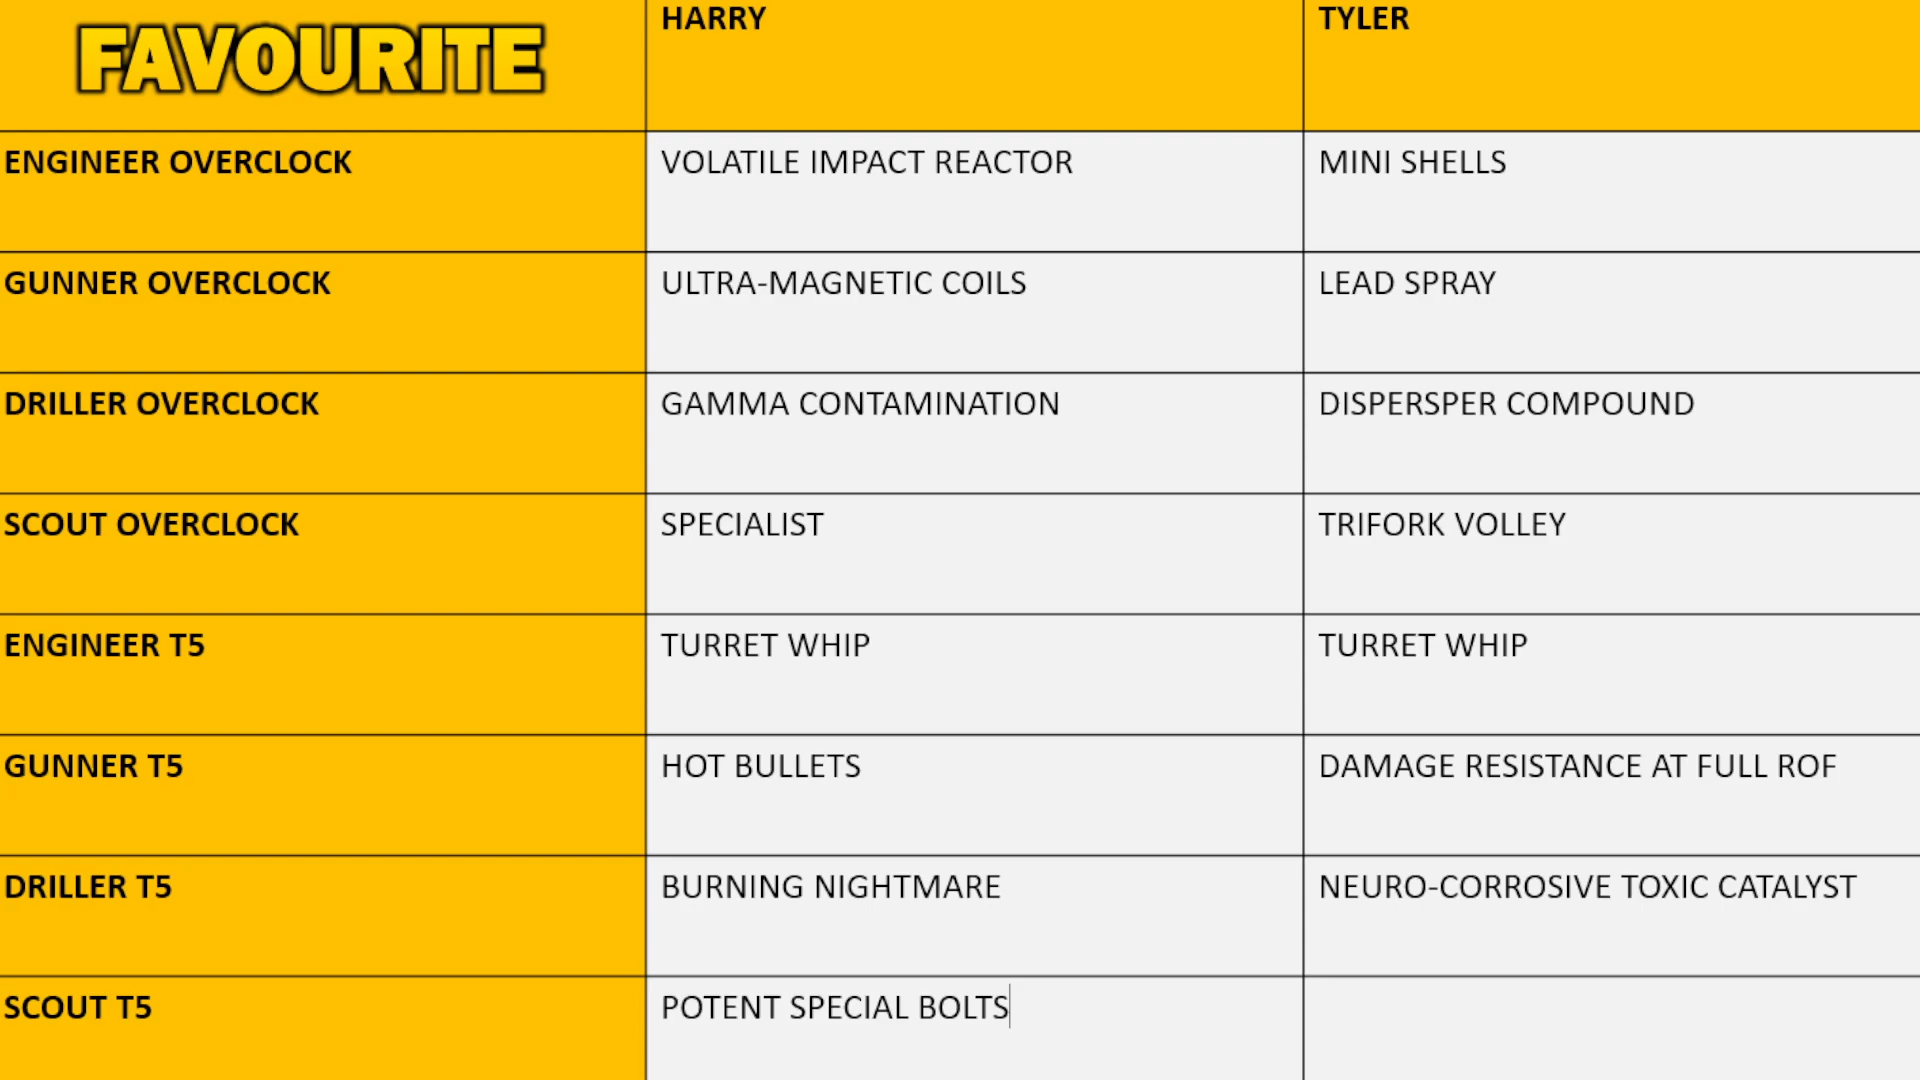 FAVOURITE
HARRY
TYLER
ENGINEER OVERCLOCK
VOLATILE IMPACT REACTOR
MINI SHELLS
GUNNER OVERCLOCK
ULTRA-MAGNETIC COILS
LEAD SPRAY
DRILLER OVERCLOCK
GAMMA CONTAMINATION
DISPERSPER COMPOUND
SCOUT OVERCLOCK
SPECIALIST
TRIFORK VOLLEY
ENGINEER T5
TURRET WHIP
TURRET WHIP
GUNNER T5
HOT BULLETS
DAMAGE RESISTANCE AT FULL ROF
DRILLER T5
BURNING NIGHTMARE
NEURO-CORROSIVE TOXIC CATALYST
SCOUT T5
POTENT SPECIAL BOLTS